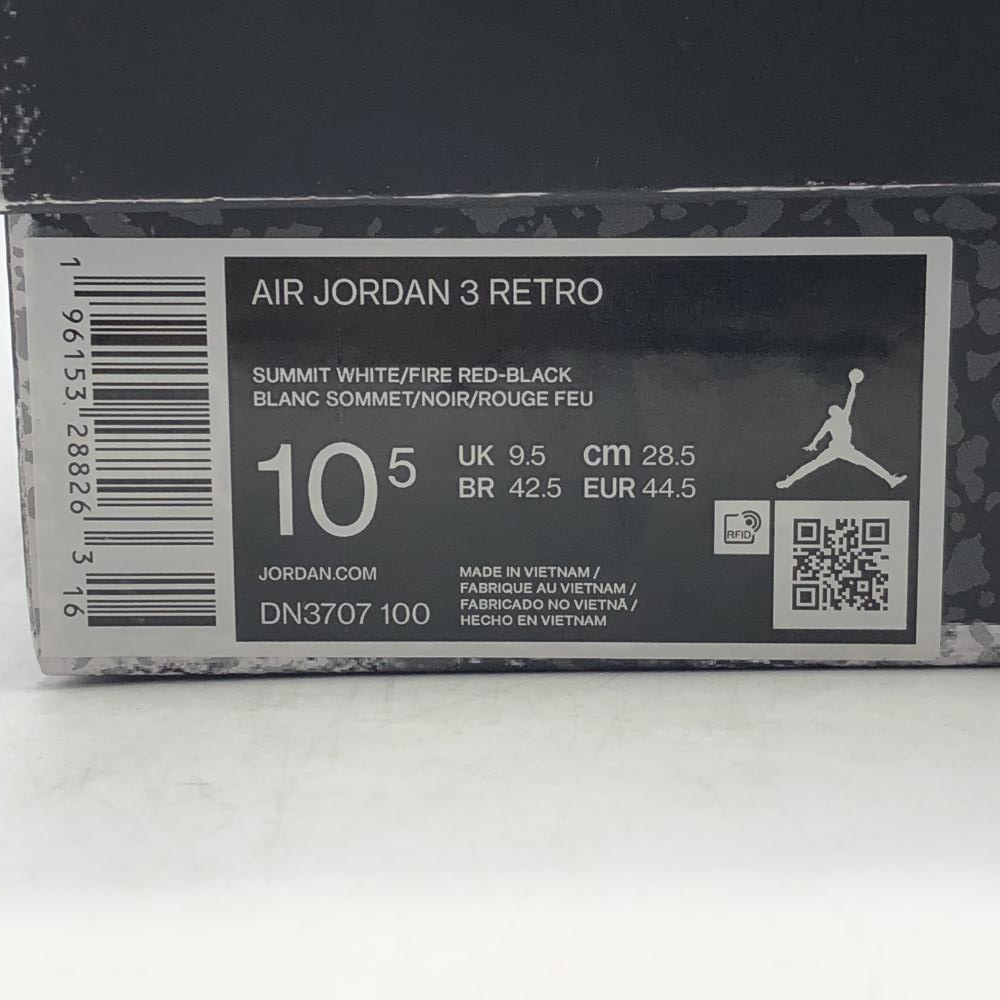 AIR JORDAN 3 RETRO
SUMMIT WHITE/FIRE RED-BLACK
BLANC SOMMET/NOIR/ROUGE FEU
10 5
UK 9.5 cm 28.5
BR 42.5 EUR 44.5
RFID
JORDAN.COM
DN3707 100
MADE IN VIETNAM /
FABRIQUE AU VIETNAM /
FABRICADO NO VIETNÃ /
HECHO EN VIETNAM
1 96153 28826 3 16